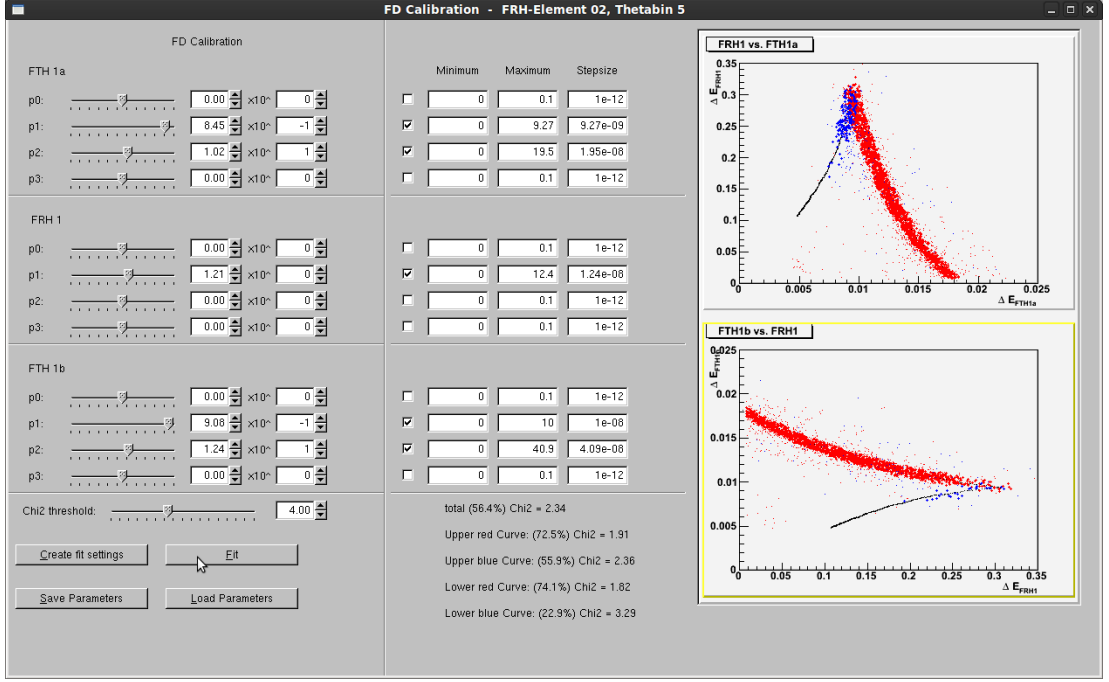 FD Calibration - FRH-Element 02, Thetabin 5
FD Calibration
FTH 1a
Minimum Maximum Stepsize
p0: 0.00 ×10^ 0 0 0.1 1e-12
p1: 8.45 ×10^ -1 0 9.27 9.27e-09
p2: 1.02 ×10^ 1 0 19.5 1.95e-08
p3: 0.00 ×10^ 0 0 0.1 1e-12
FRH 1
p0: 0.00 ×10^ 0 0 0.1 1e-12
p1: 1.21 ×10^ 0 0 12.4 1.24e-08
p2: 0.00 ×10^ 0 0 0.1 1e-12
p3: 0.00 ×10^ 0 0 0.1 1e-12
FTH 1b
p0: 0.00 ×10^ 0 0 0.1 1e-12
p1: 9.08 ×10^ -1 0 10 1e-08
p2: 1.24 ×10^ 1 0 40.9 4.09e-08
p3: 0.00 ×10^ 0 0 0.1 1e-12
Chi2 threshold: 4.00
Create fit settings Fit
Save Parameters Load Parameters
total (56.4%) Chi2 = 2.34
Upper red Curve: (72.5%) Chi2 = 1.91
Upper blue Curve: (55.9%) Chi2 = 2.36
Lower red Curve: (74.1%) Chi2 = 1.82
Lower blue Curve: (22.9%) Chi2 = 3.29
FRH1 vs. FTH1a
Δ E FRH1
0.35
0.3
0.25
0.2
0.15
0.1
0.05
0
0 0.005 0.01 0.015 0.02 0.025
Δ E FTH1a
FTH1b vs. FRH1
Δ E FTH1b
0.025
0.02
0.015
0.01
0.005
0
0 0.05 0.1 0.15 0.2 0.25 0.3 0.35
Δ E FRH1